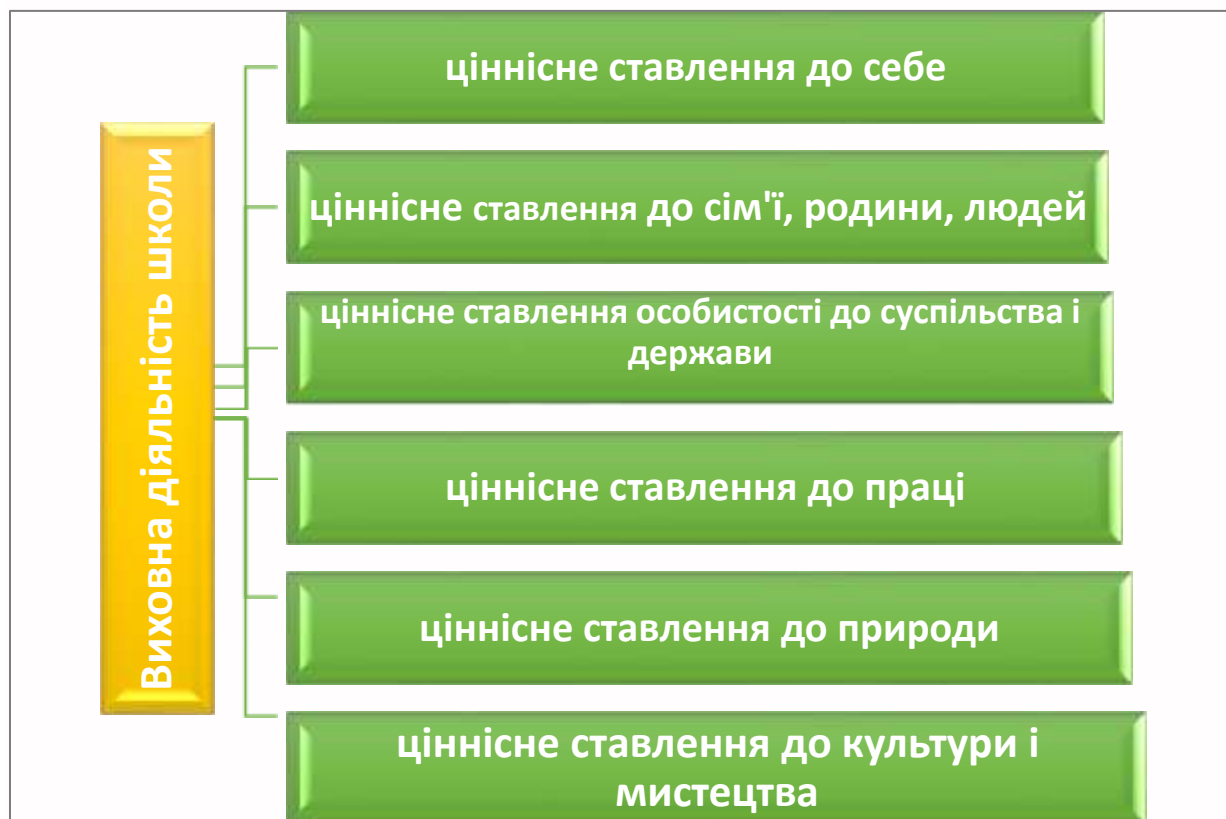 Виховна діяльність школи
ціннісне ставлення до себе
ціннісне ставлення до сім'ї, родини, людей
ціннісне ставлення особистості до суспільства і
держави
ціннісне ставлення до праці
ціннісне ставлення до природи
ціннісне ставлення до культури і
мистецтва